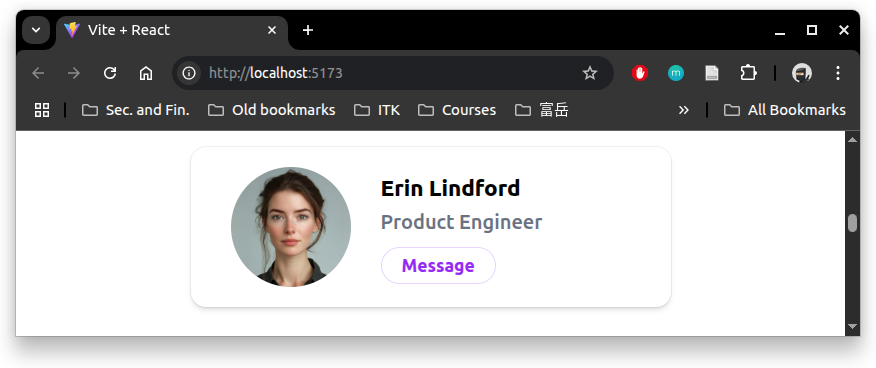 Vite + React
http://localhost:5173
m
Sec. and Fin. Old bookmarks ITK Courses 富岳 » All Bookmarks
Erin Lindford
Product Engineer
Message